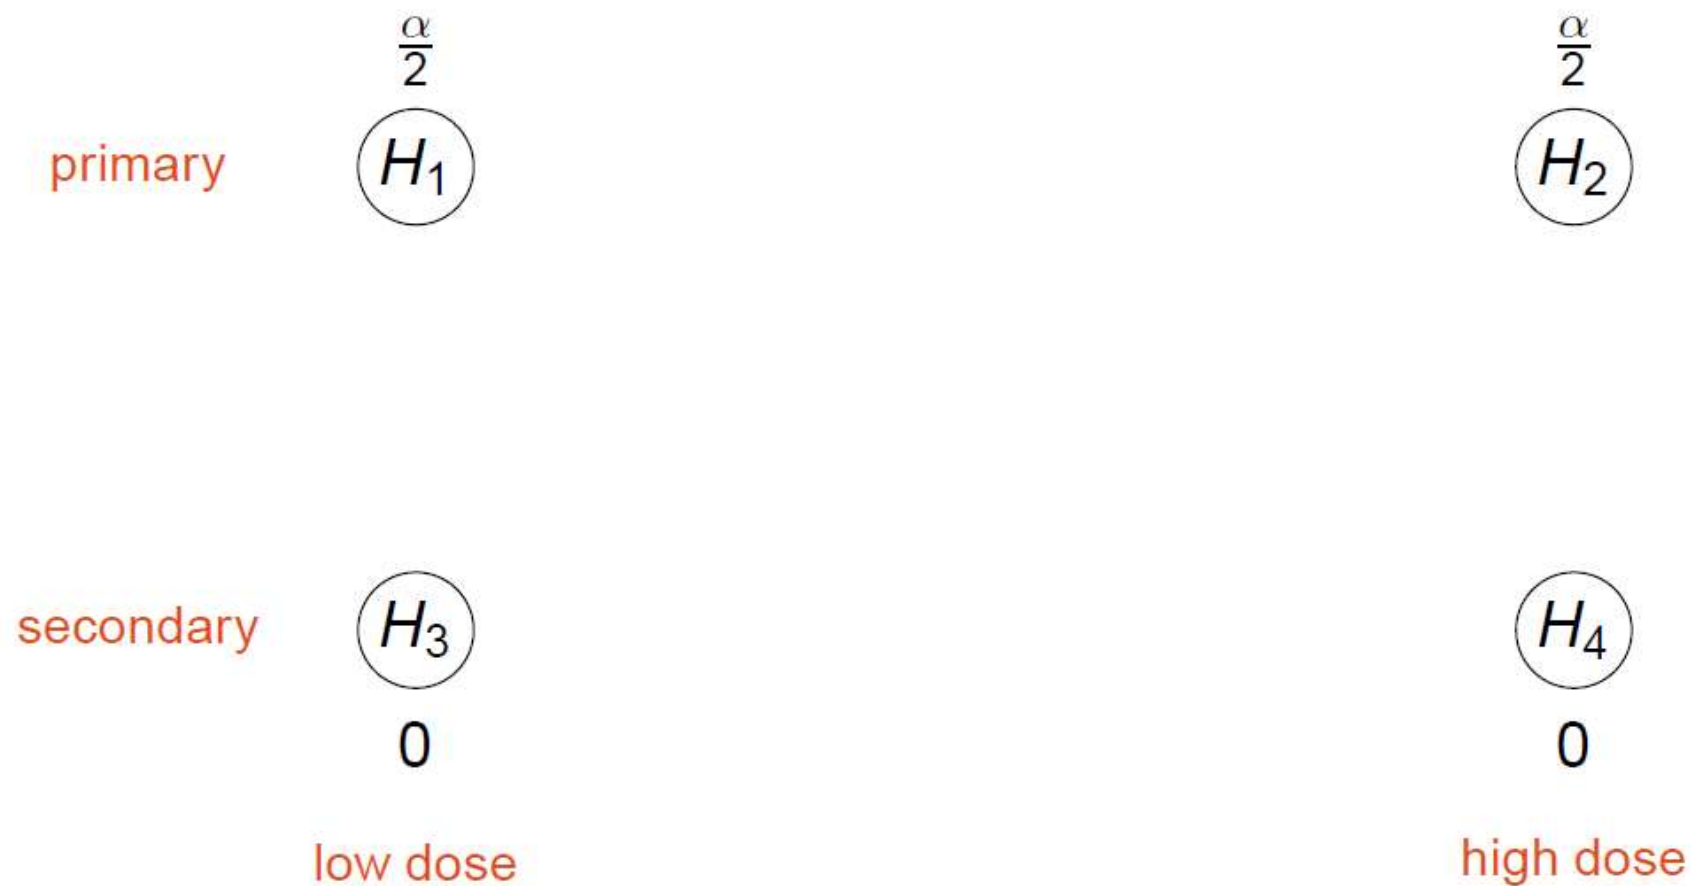 α/2 α/2
primary H₁ H₂
secondary H₃ H₄
0 0
low dose high dose